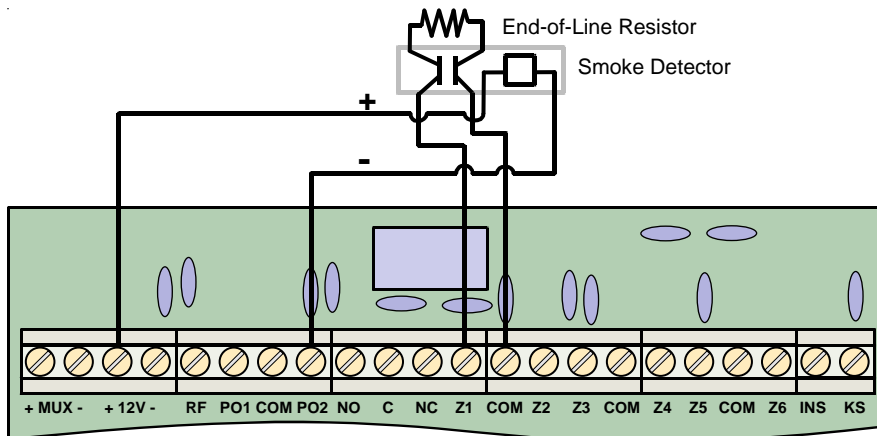 End-of-Line Resistor
Smoke Detector
+
-
+ MUX - + 12V - RF PO1 COM PO2 NO C NC Z1 COM Z2 Z3 COM Z4 Z5 COM Z6 INS KS